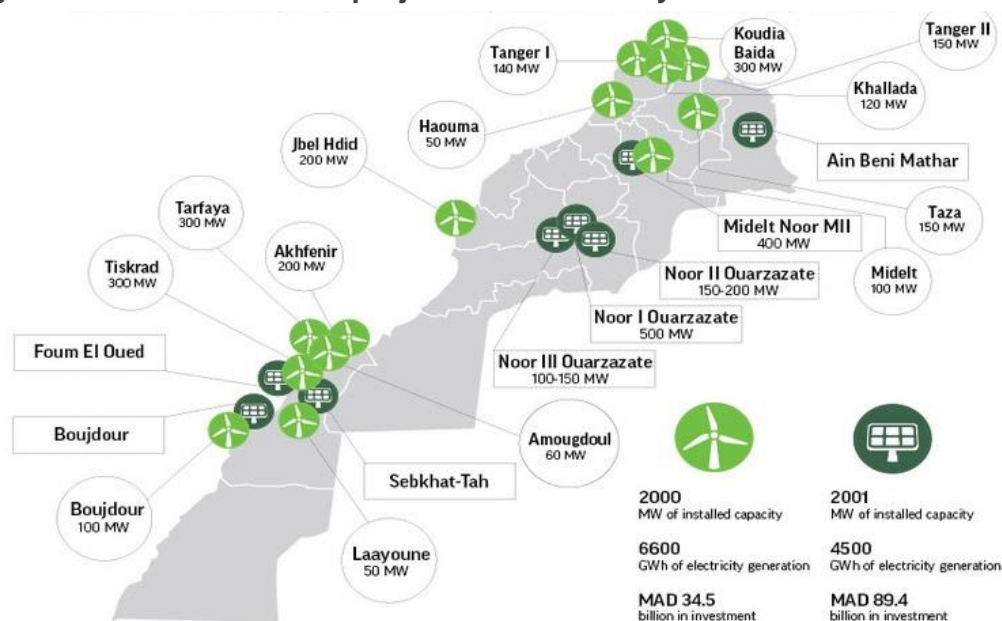 Tanger I
140 MW
Koudia
Baida
300 MW
Tanger II
150 MW
Khallada
120 MW
Haouma
50 MW
Jbel Hdid
200 MW
Ain Beni Mathar
Tarfaya
300 MW
Akhfenir
200 MW
Taza
150 MW
Midelt Noor MII
400 MW
Tiskrad
300 MW
Midelt
100 MW
Noor II Ouarzazate
150-200 MW
Noor I Ouarzazate
500 MW
Foum El Oued
Noor III Ouarzazate
100-150 MW
Boujdour
Amougdoul
60 MW
Sebkhat-Tah
Boujdour
100 MW
Laayoune
50 MW
2000
MW of installed capacity
6600
GWh of electricity generation
MAD 34.5
billion in investment
2001
MW of installed capacity
4500
GWh of electricity generation
MAD 89.4
billion in investment